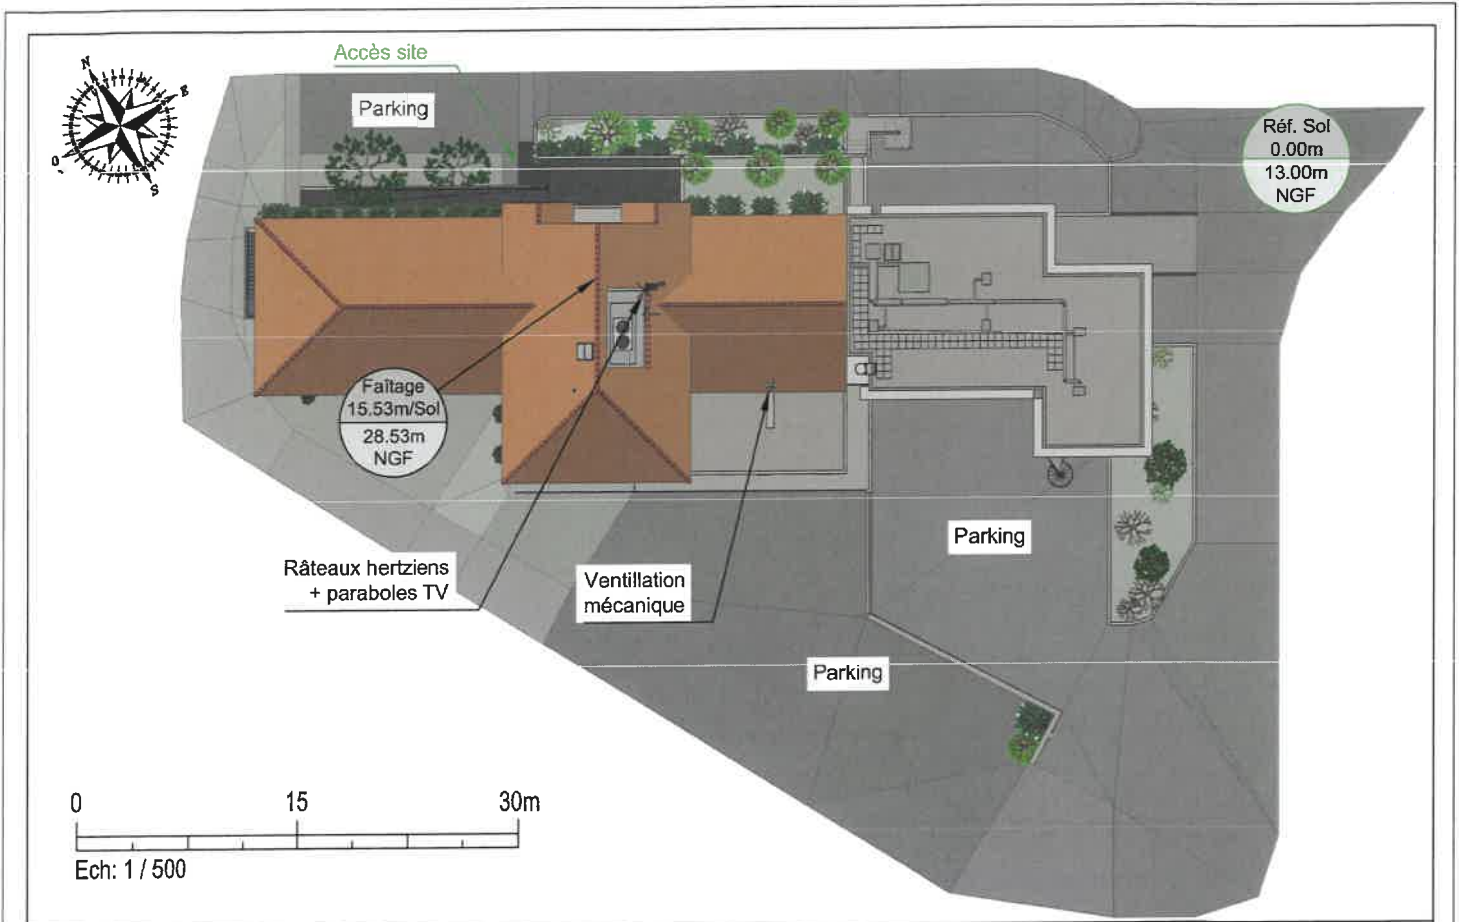 Accès site
N
E
O
S
Parking
Réf. Sol
0.00m
13.00m
NGF
Faîtage
15.53m/Sol
28.53m
NGF
Râteaux hertziens
+ paraboles TV
Ventillation
mécanique
Parking
Parking
0 15 30m
Ech: 1 / 500